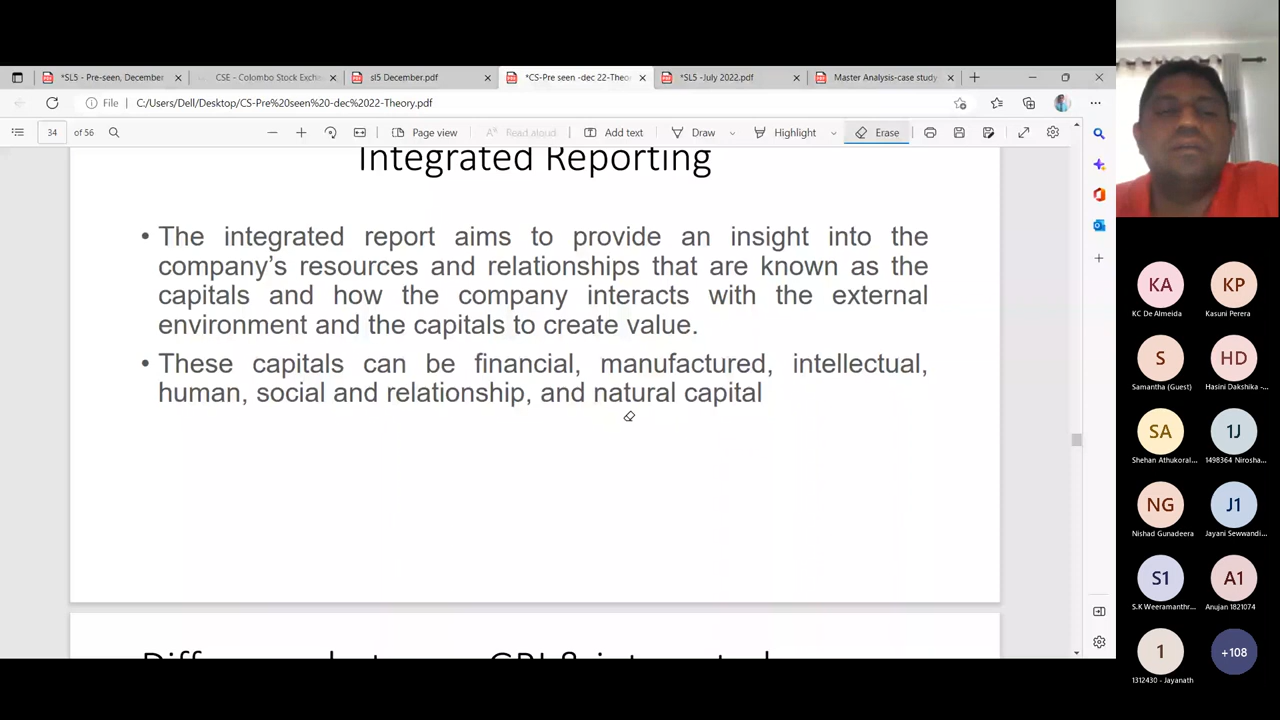 *SL5 - Pre-seen, December
CSE - Colombo Stock Exche
sl5 December.pdf
*CS-Pre seen -dec 22-Theo
*SL5 -July 2022.pdf
Master Analysis-case study
File
C:/Users/Dell/Desktop/CS-Pre%20seen%20-dec%2022-Theory.pdf
34 of 56
Page view
Read aloud
Add text
Draw
Highlight
Erase
Integrated Reporting
• The integrated report aims to provide an insight into the
company's resources and relationships that are known as the
capitals and how the company interacts with the external
environment and the capitals to create value.
• These capitals can be financial, manufactured, intellectual,
human, social and relationship, and natural capital
KA
KC De Almeida
KP
Kasuni Perera
S
Samantha (Guest)
HD
Hasini Dakshika -...
SA
Shehan Athukoral...
1J
1498364 Nirosha...
NG
Nishad Gunadeera
J1
Jayani Sewwandi...
S1
S.K Weeramanthr...
A1
Anujan 1821074
1
1312430 - Jayanath
+108